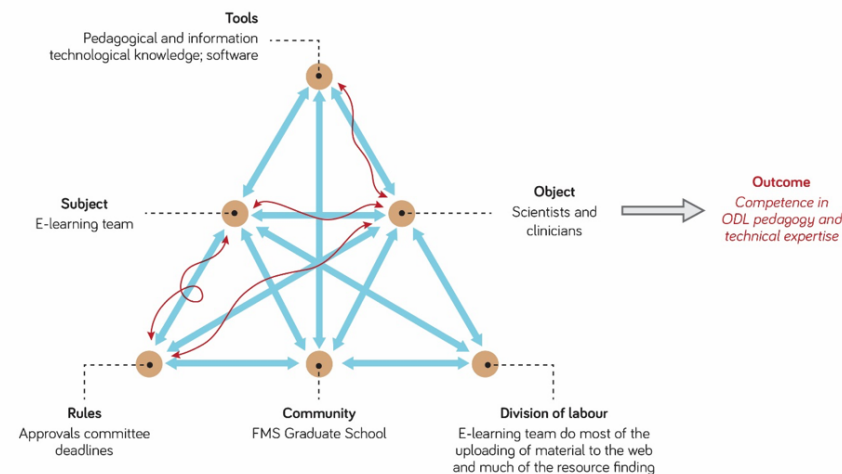 Tools
Pedagogical and information
technological knowledge; software
Subject
E-learning team
Object
Scientists and
clinicians
Outcome
Competence in
ODL pedagogy and
technical expertise
Rules
Approvals committee
deadlines
Community
FMS Graduate School
Division of labour
E-learning team do most of the
uploading of material to the web
and much of the resource finding